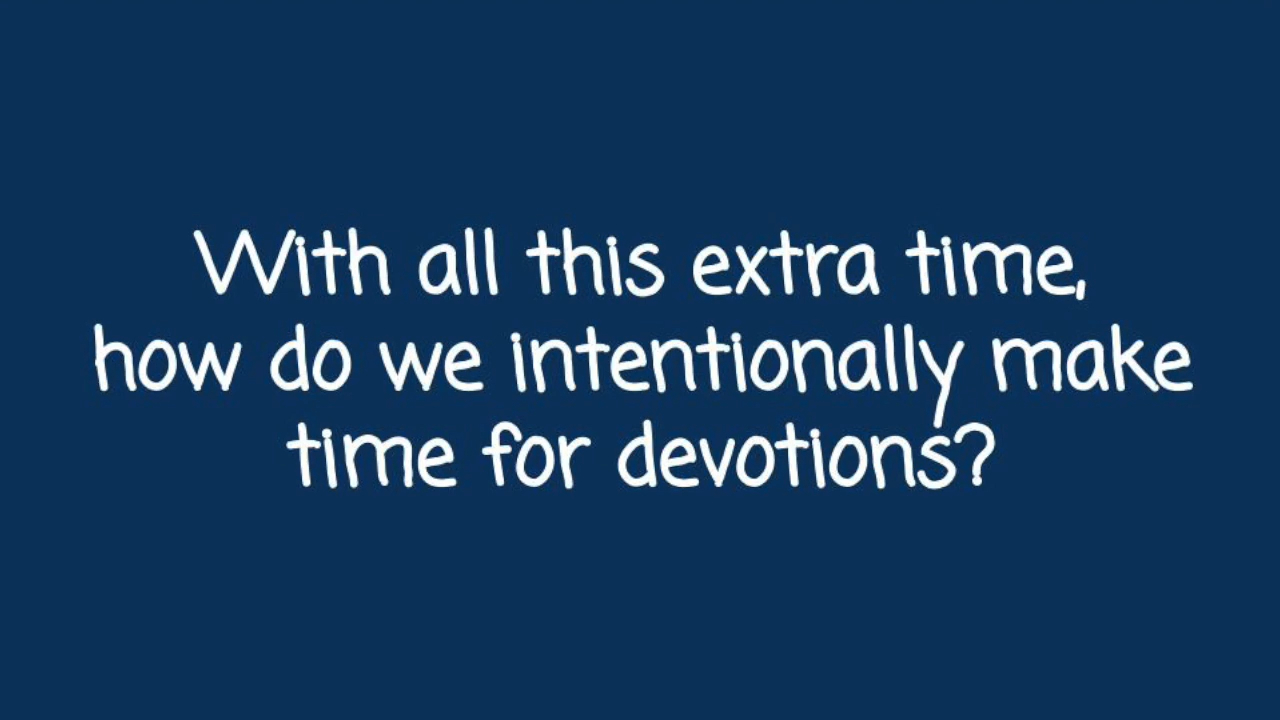 With all this extra time,
how do we intentionally make
time for devotions?